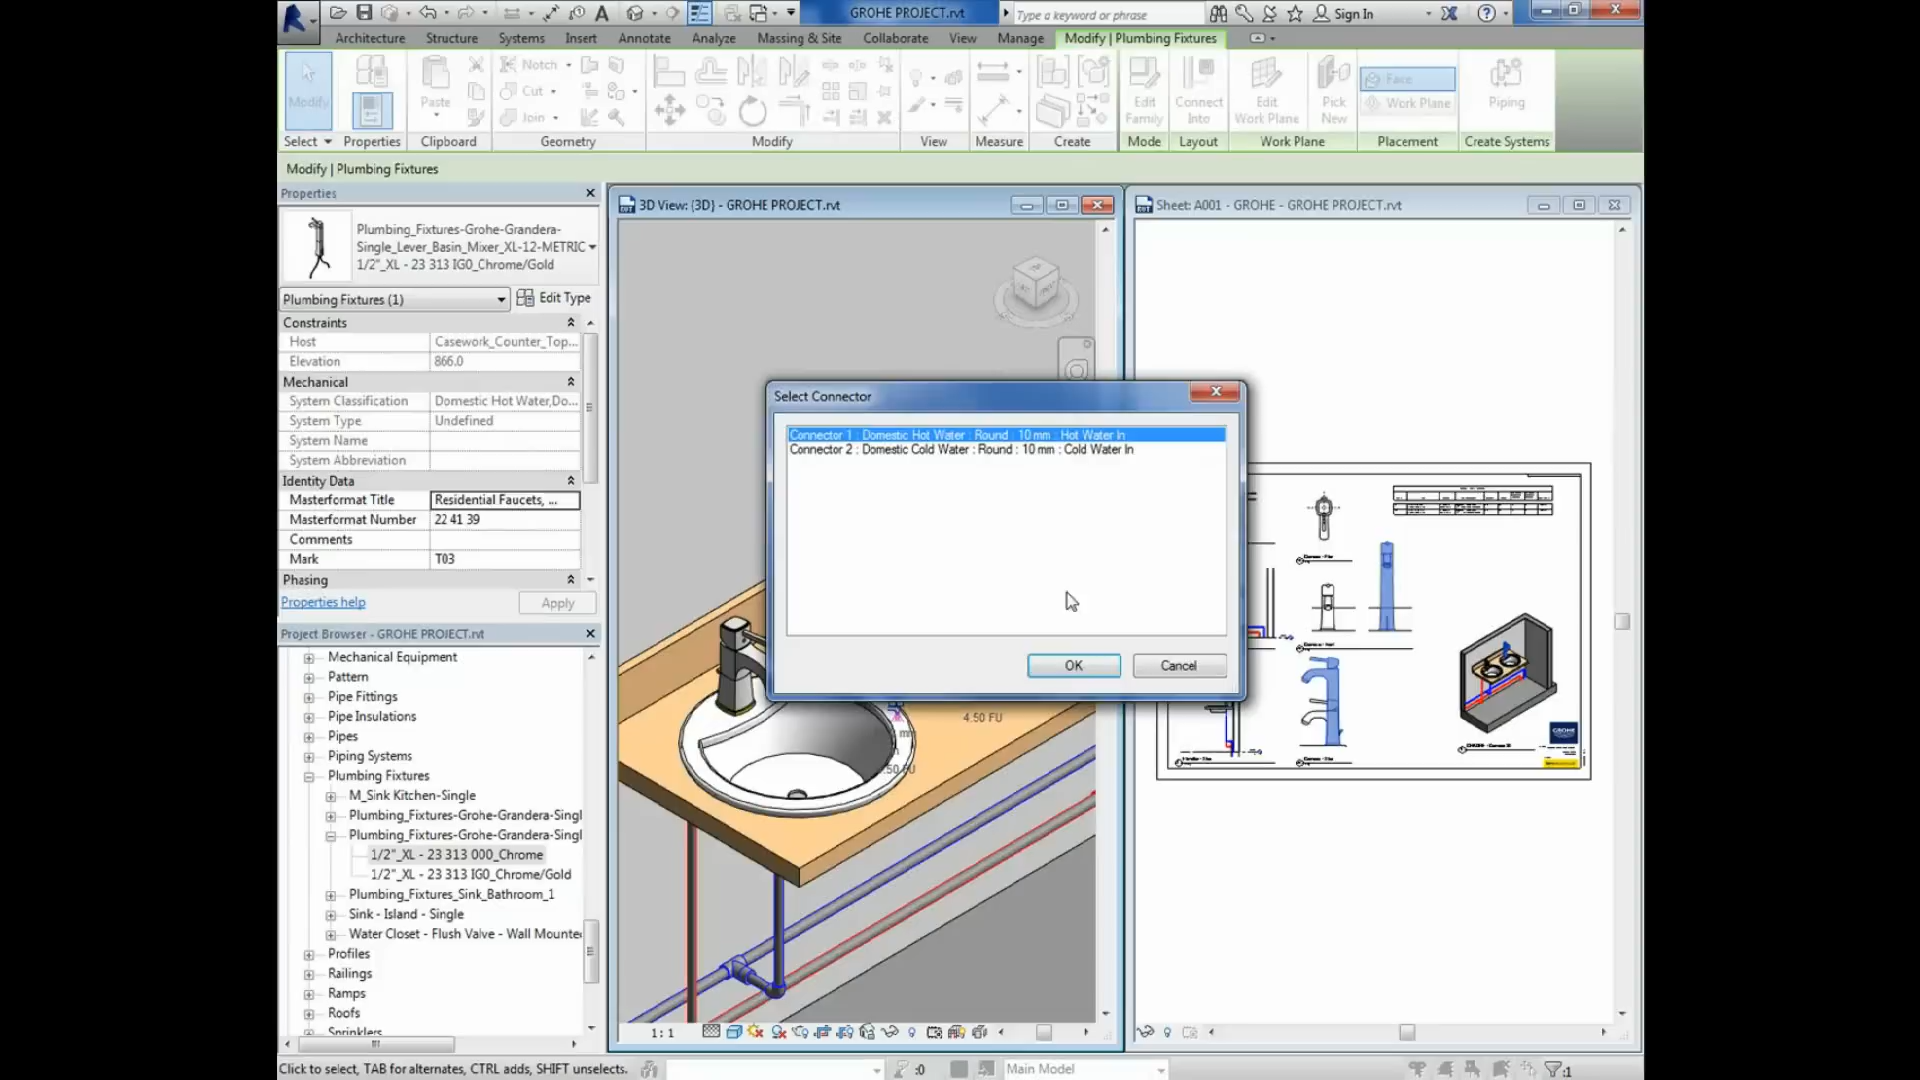 GROHE PROJECT.rvt
Type a keyword or phrase
Sign In
Architecture
Structure
Systems
Insert
Annotate
Analyze
Massing & Site
Collaborate
View
Manage
Modify | Plumbing Fixtures
Modify
Paste
Notch
Cut
Join
Edit
Family
Connect
Into
Edit
Work Plane
Pick
New
Face
Work Plane
Piping
Select
Properties
Clipboard
Geometry
Modify
View
Measure
Create
Mode
Layout
Work Plane
Placement
Create Systems
Modify | Plumbing Fixtures
Properties
Plumbing_Fixtures-Grohe-Grandera-
Single_Lever_Basin_Mixer_XL-12-METRIC
1/2"_XL - 23 313 IG0_Chrome/Gold
Plumbing Fixtures (1)
Edit Type
Constraints
Host
Casework_Counter_Top...
Elevation
866.0
Mechanical
System Classification
Domestic Hot Water,Do...
System Type
Undefined
System Name
System Abbreviation
Identity Data
Masterformat Title
Residential Faucets, ...
Masterformat Number
22 41 39
Comments
Mark
T03
Phasing
Properties help
Apply
Project Browser - GROHE PROJECT.rvt
Mechanical Equipment
Pattern
Pipe Fittings
Pipe Insulations
Pipes
Piping Systems
Plumbing Fixtures
M_Sink Kitchen-Single
Plumbing_Fixtures-Grohe-Grandera-Singl
Plumbing_Fixtures-Grohe-Grandera-Singl
1/2"_XL - 23 313 000_Chrome
1/2"_XL - 23 313 IG0_Chrome/Gold
Plumbing_Fixtures_Sink_Bathroom_1
Sink - Island - Single
Water Closet - Flush Valve - Wall Mounte
Profiles
Railings
Ramps
Roofs
Sprinklers
3D View: {3D} - GROHE PROJECT.rvt
Select Connector
Connector 1 : Domestic Hot Water : Round : 10 mm : Hot Water In
Connector 2 : Domestic Cold Water : Round : 10 mm : Cold Water In
OK
Cancel
4.50 FU
1 : 1
Sheet: A001 - GROHE - GROHE PROJECT.rvt
GROHE
Click to select, TAB for alternates, CTRL adds, SHIFT unselects.
:0
Main Model
:1